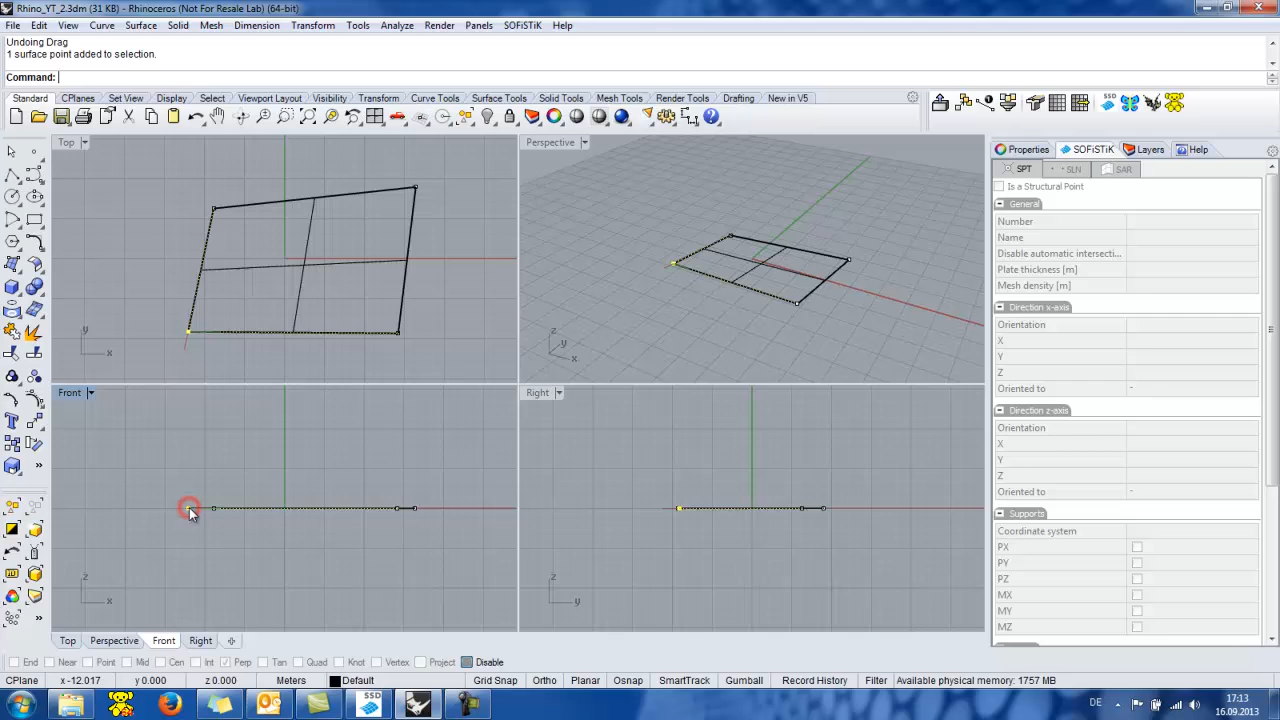 Rhino_YT_2.3dm (31 KB) - Rhinoceros (Not For Resale Lab) (64-bit)
File Edit View Curve Surface Solid Mesh Dimension Transform Tools Analyze Render Panels SOFiSTiK Help
Undoing Drag
1 surface point added to selection.
Command:
Standard CPlanes Set View Display Select Viewport Layout Visibility Transform Curve Tools Surface Tools Solid Tools Mesh Tools Render Tools Drafting New in V5
SSD
Top
Perspective
Properties SOFiSTiK Layers Help
SPT SLN SAR
Is a Structural Point
General
Number
Name
Disable automatic intersecti...
Plate thickness [m]
Mesh density [m]
Direction x-axis
Orientation
X
Y
Z
Oriented to -
Direction z-axis
Orientation
X
Y
Z
Oriented to -
Supports
Coordinate system
PX
PY
PZ
MX
MY
MZ
y
x
z
y
x
Front
Right
z
x
z
y
Top Perspective Front Right
End Near Point Mid Cen Int Perp Tan Quad Knot Vertex Project Disable
CPlane x -12.017 y 0.000 z 0.000 Meters Default Grid Snap Ortho Planar Osnap SmartTrack Gumball Record History Filter Available physical memory: 1757 MB
SSD
DE
17:13
16.09.2013